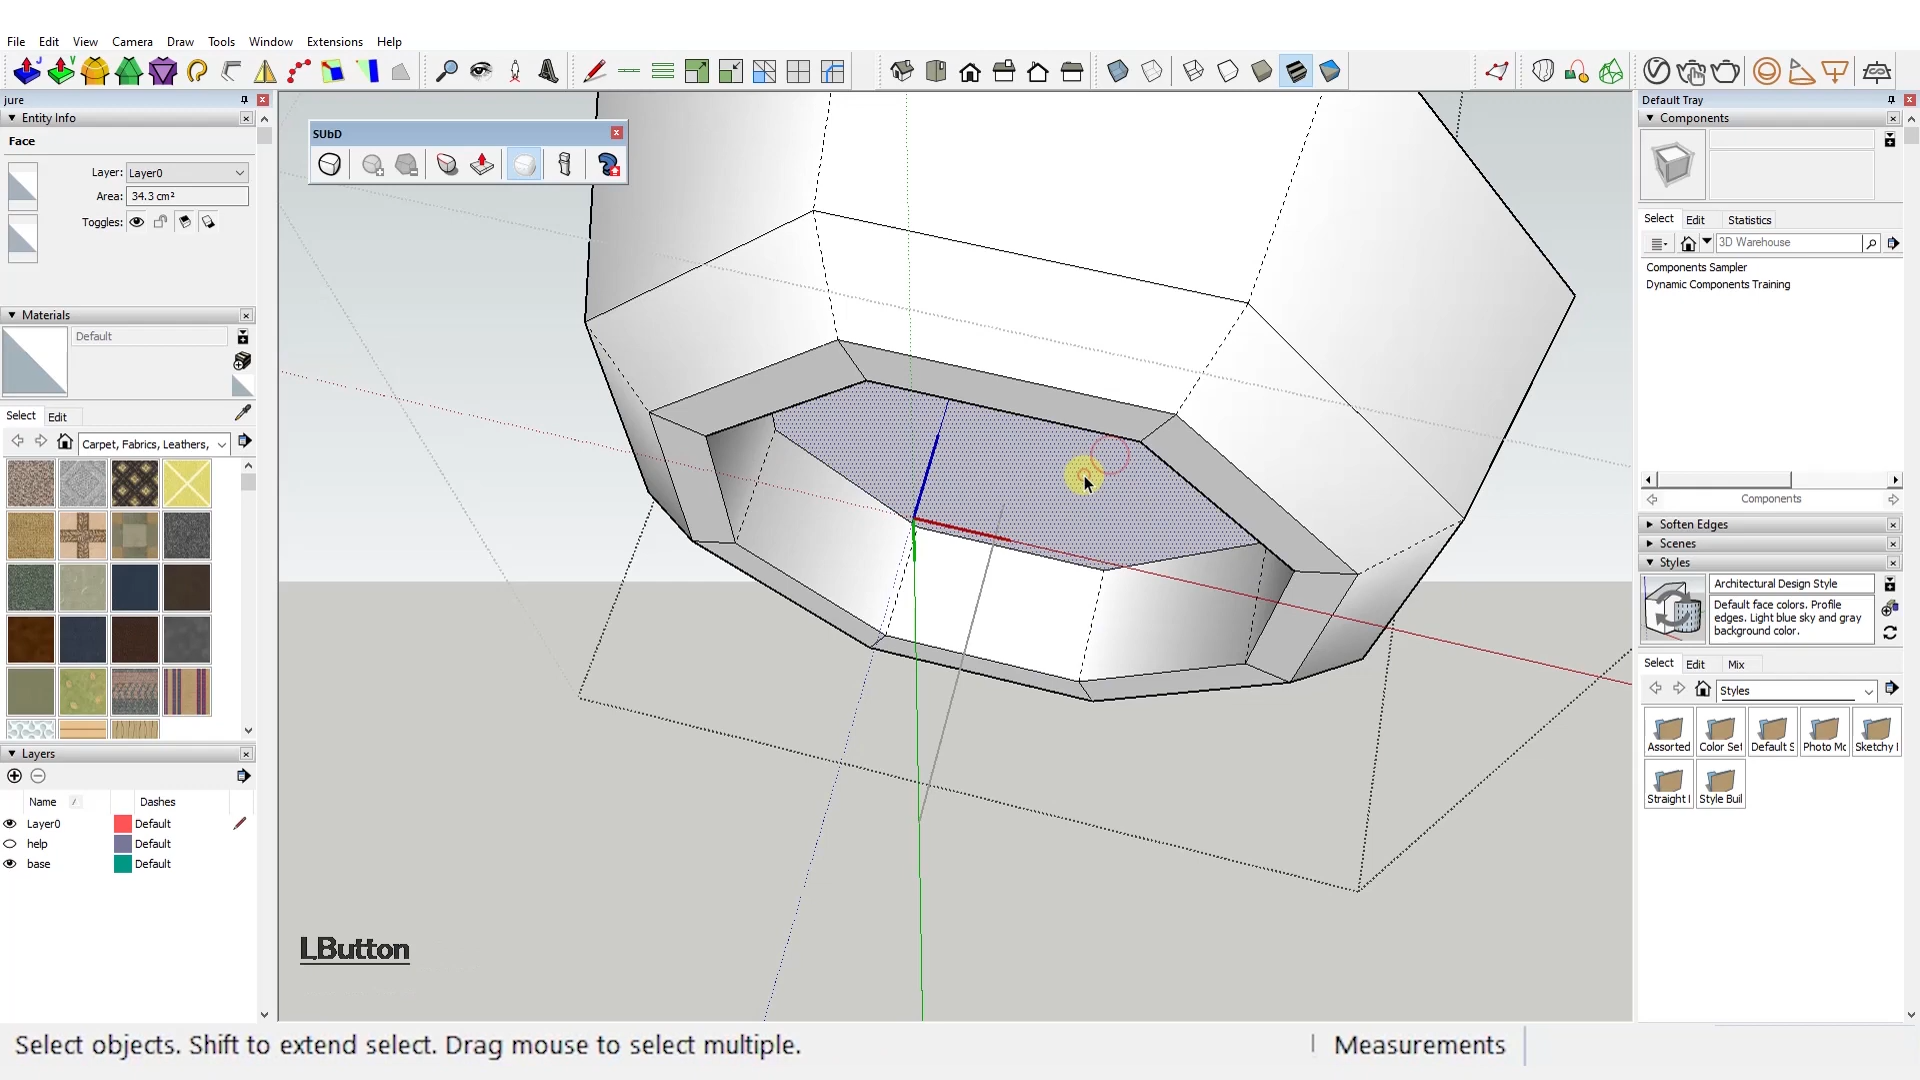 File Edit View Camera Draw Tools Window Extensions Help
jure
Entity Info
Face
Layer: Layer0
Area: 34.3 cm²
Toggles:
Materials
Default
Select Edit
Carpet, Fabrics, Leathers,
Layers
Name Dashes
Layer0 Default
help Default
base Default
SUbD
LButton
Default Tray
Components
Select Edit Statistics
3D Warehouse
Components Sampler
Dynamic Components Training
Components
Soften Edges
Scenes
Styles
Architectural Design Style
Default face colors. Profile
edges. Light blue sky and gray
background color.
Select Edit Mix
Styles
Assorted Color Set Default S Photo Mo Sketchy
Straight Style Buil
Select objects. Shift to extend select. Drag mouse to select multiple.
Measurements